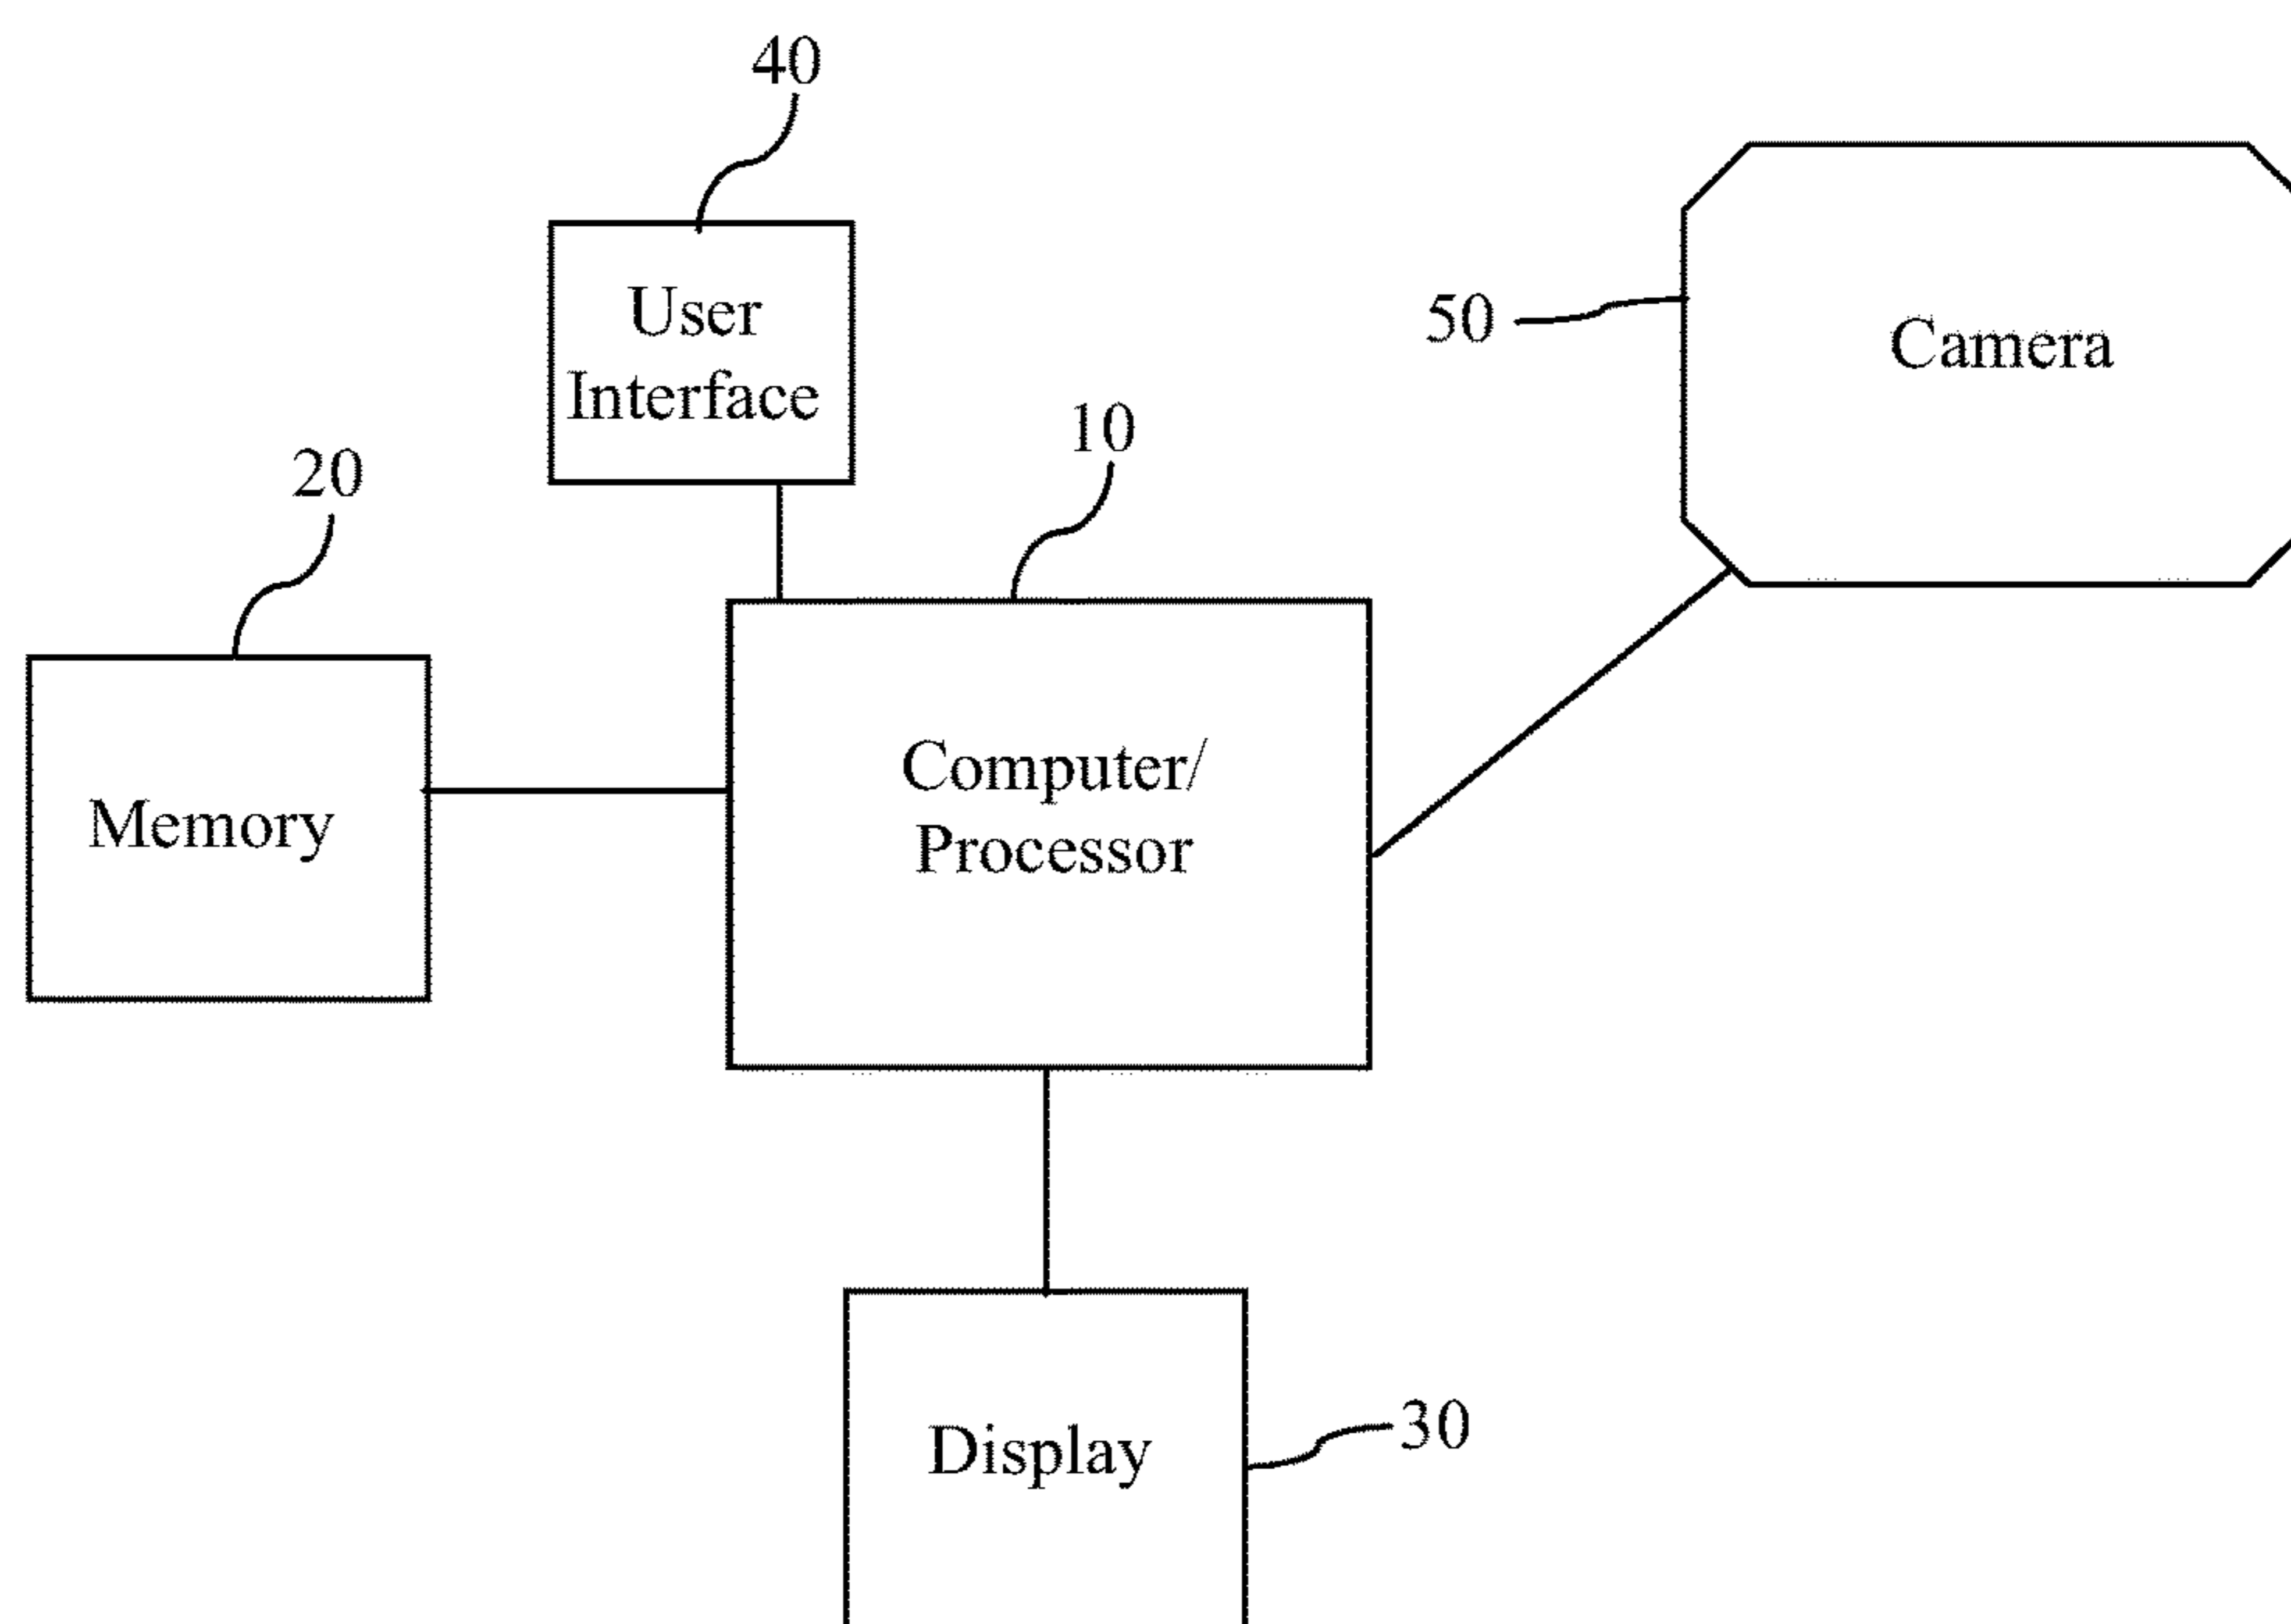 40
User
Interface
50
Camera
10
20
Computer/
Processor
Memory
Display
30